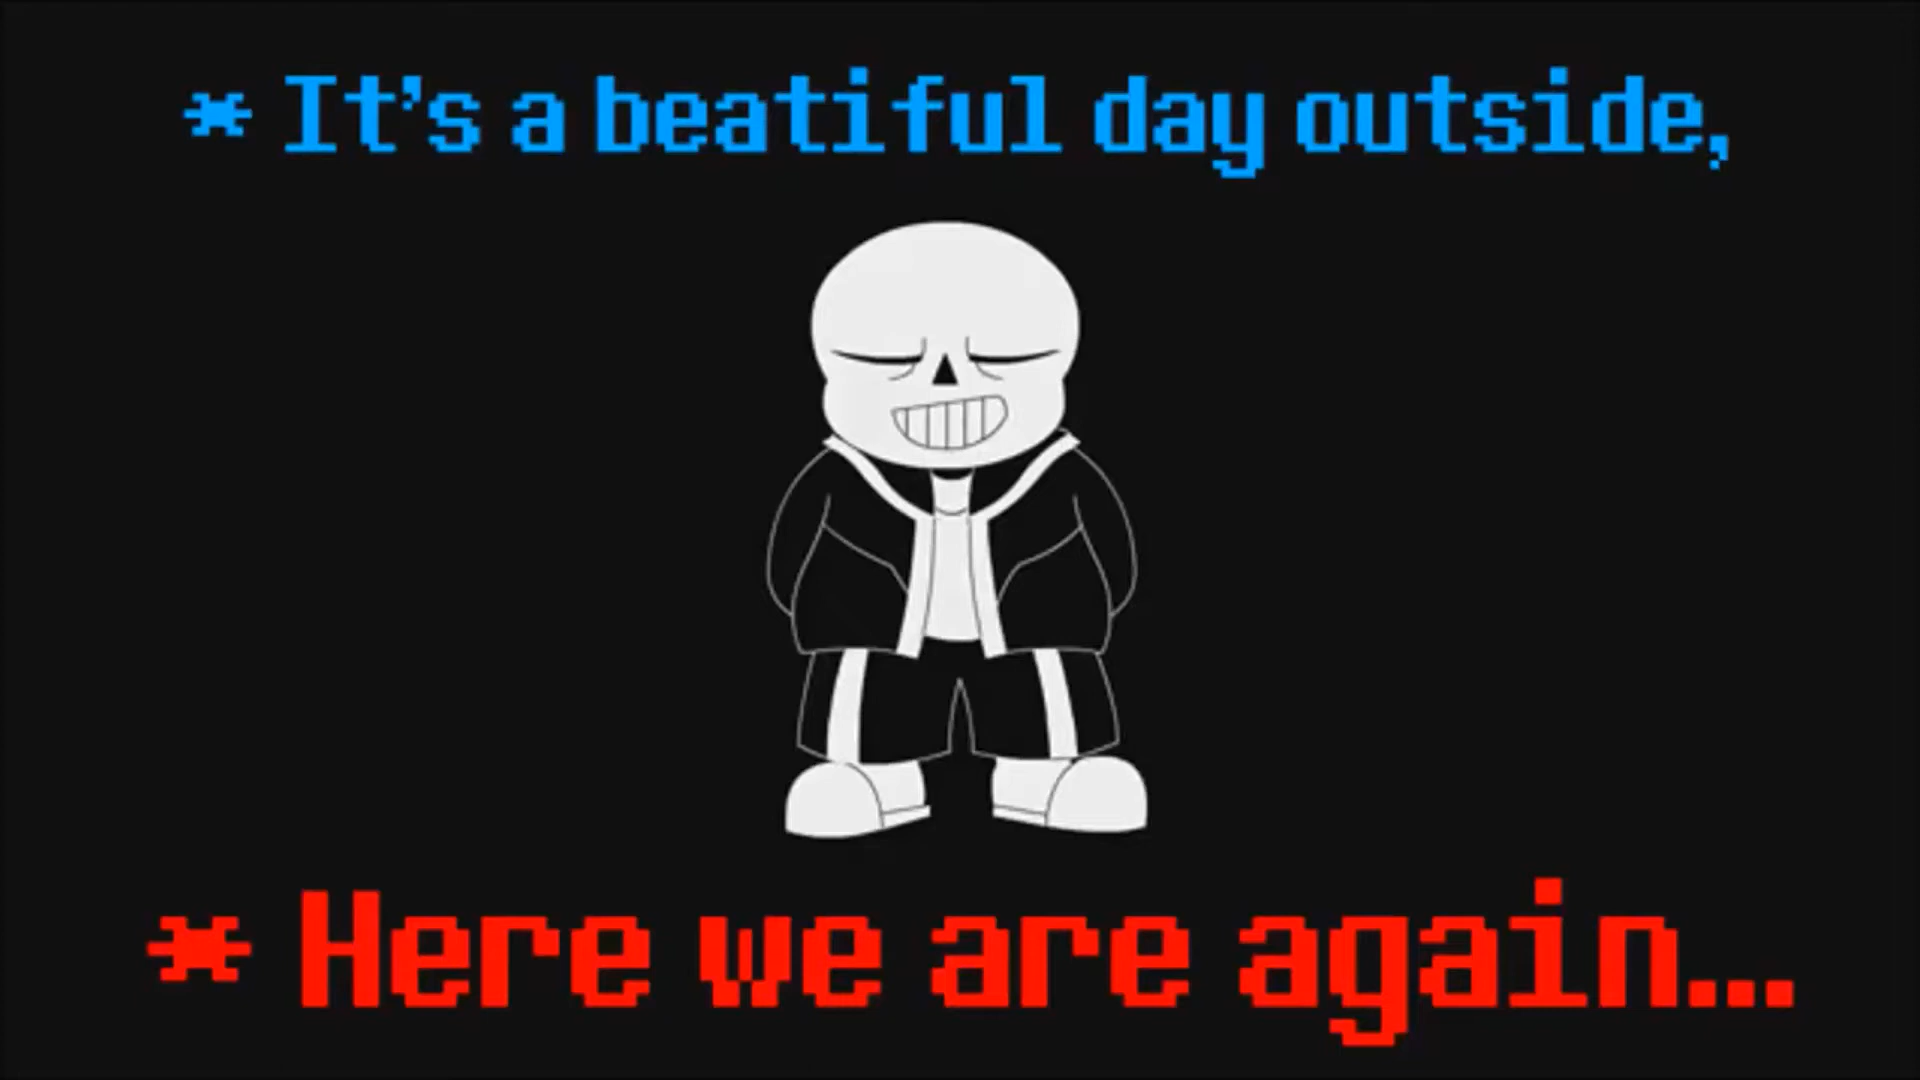 * It's a beatiful day outside,
* Here we are again...